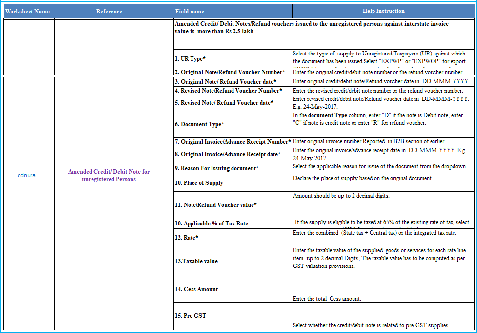 Worksheet Name Reference Field name Help Instruction
Amended Credit/ Debit Notes/Refund voucher issued to the unregistered persons against interstate invoice
value is more than Rs 2.5 lakh
1. UR Type*
Select the type of supply to Unregistered Taxpayers (UR) against which
the document has been issued. Select "EXPWP" or "EXPWOP" for export
2. Original Note/Refund Voucher Number* Enter the original credit/debit note number or the refund voucher number.
3. Original Note/ Refund Voucher date* Enter original credit/debit note/Refund voucher date in DD-MMM-YYYY.
4. Revised Note/Refund Voucher Number* Enter the revised credit/debit note number or the refund voucher number.
5. Revised Note/ Refund Voucher date*
Enter revised credit/debit note/Refund voucher date in DD-MMM-YYYY.
E.g. 24-May-2017.
6. Document Type*
In the document Type column, enter "D" if the note is Debit note, enter
"C" if note is credit note or enter "R" for refund voucher.
7. Original Invoice/Advance Receipt Number* Enter original invoice number Reported in B2B section of earlier
8. Original Invoice/Advance Receipt date*
Enter the original invoice/advance receipt date in DD-MMM-YYYY. E.g.
24-May-2017.
9. Reason For Issuing document* Select the applicable reason for issue of the document from the dropdown
Amended Credit/ Debit Note for
unregistered Persons
cdnura
10. Place of Supply
Declare the place of supply based on the original document
11. Note/Refund Voucher value*
Amount should be up to 2 decimal digits.
10. Applicable % of Tax Rate If the supply is eligible to be taxed at 65% of the existing rate of tax, select
12. Rate*
Enter the combined (State tax + Central tax) or the integrated tax rate.
13. Taxable value
Enter the taxable value of the supplied goods or services for each rate line
item - up to 2 decimal Digits, The taxable value has to be computed as per
GST valuation provisions.
14. Cess Amount
Enter the total Cess amount.
15. Pre GST
Select whether the credit/debit note is related to pre-GST supplies